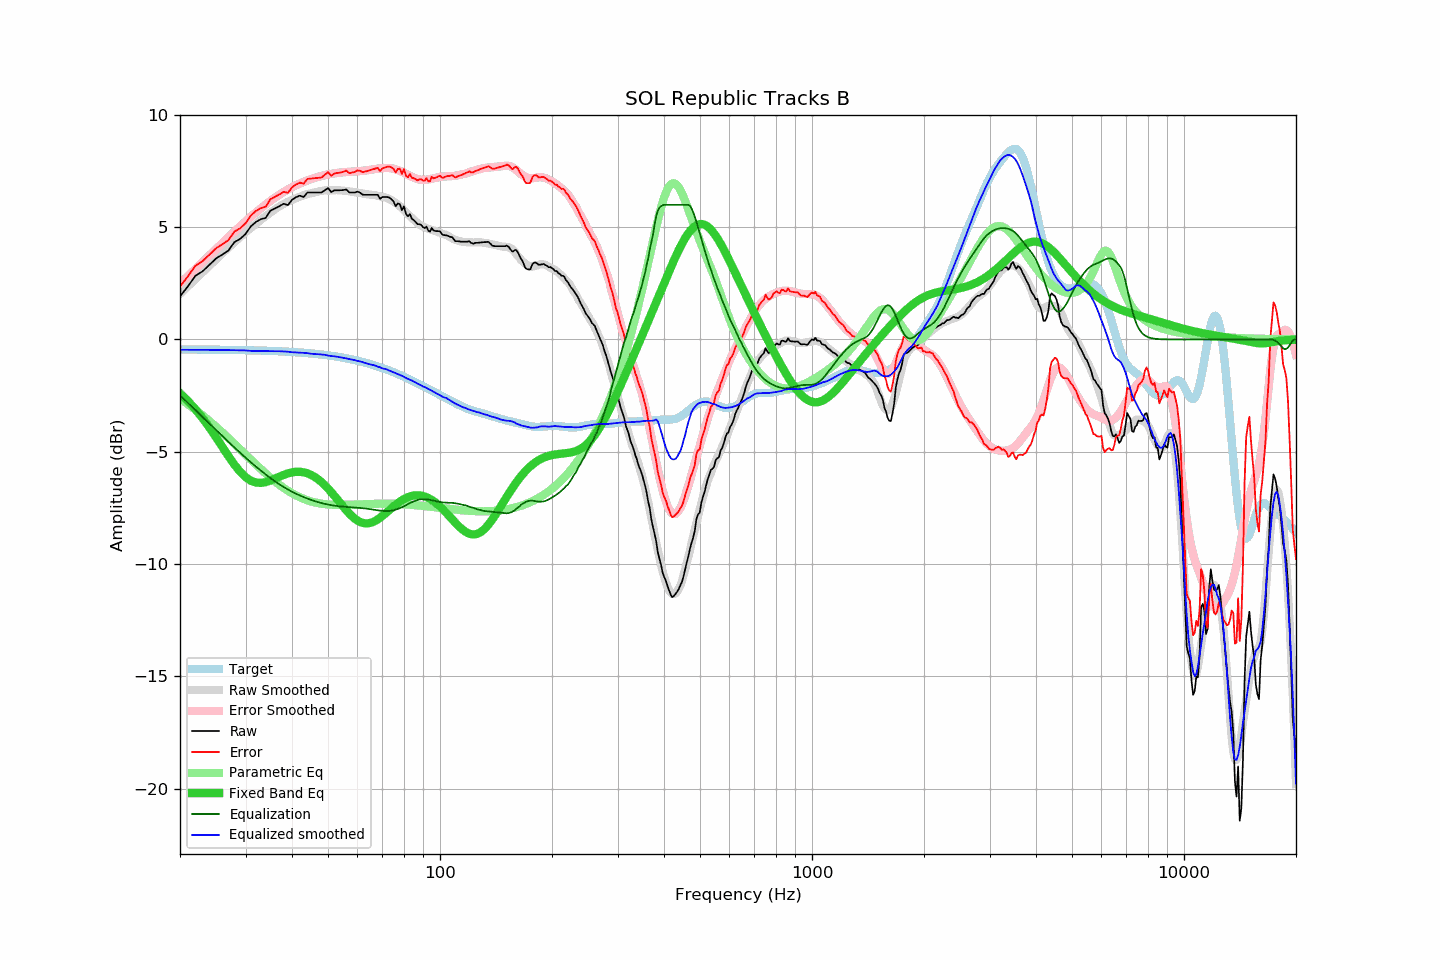 SOL Republic Tracks B
10
5
0
−5
−10
−15
−20
Amplitude (dBr)
Target
Raw Smoothed
Error Smoothed
Raw
Error
Parametric Eq
Fixed Band Eq
Equalization
Equalized smoothed
100
1000
10000
Frequency (Hz)